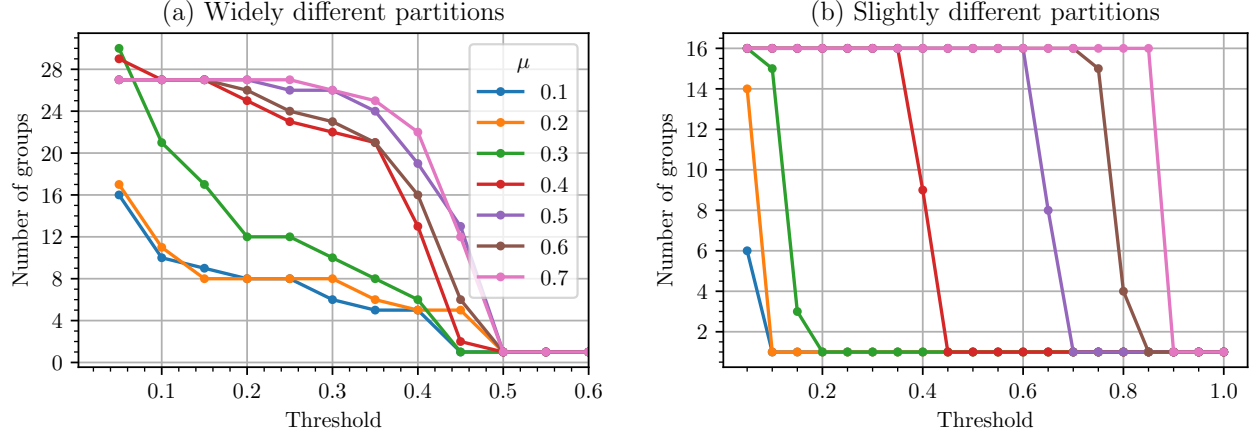 (a) Widely different partitions
Number of groups
28
24
20
16
12
8
4
0
0.1 0.2 0.3 0.4 0.5 0.6
Threshold
μ
0.1
0.2
0.3
0.4
0.5
0.6
0.7
(b) Slightly different partitions
Number of groups
16
14
12
10
8
6
4
2
0.2 0.4 0.6 0.8 1.0
Threshold